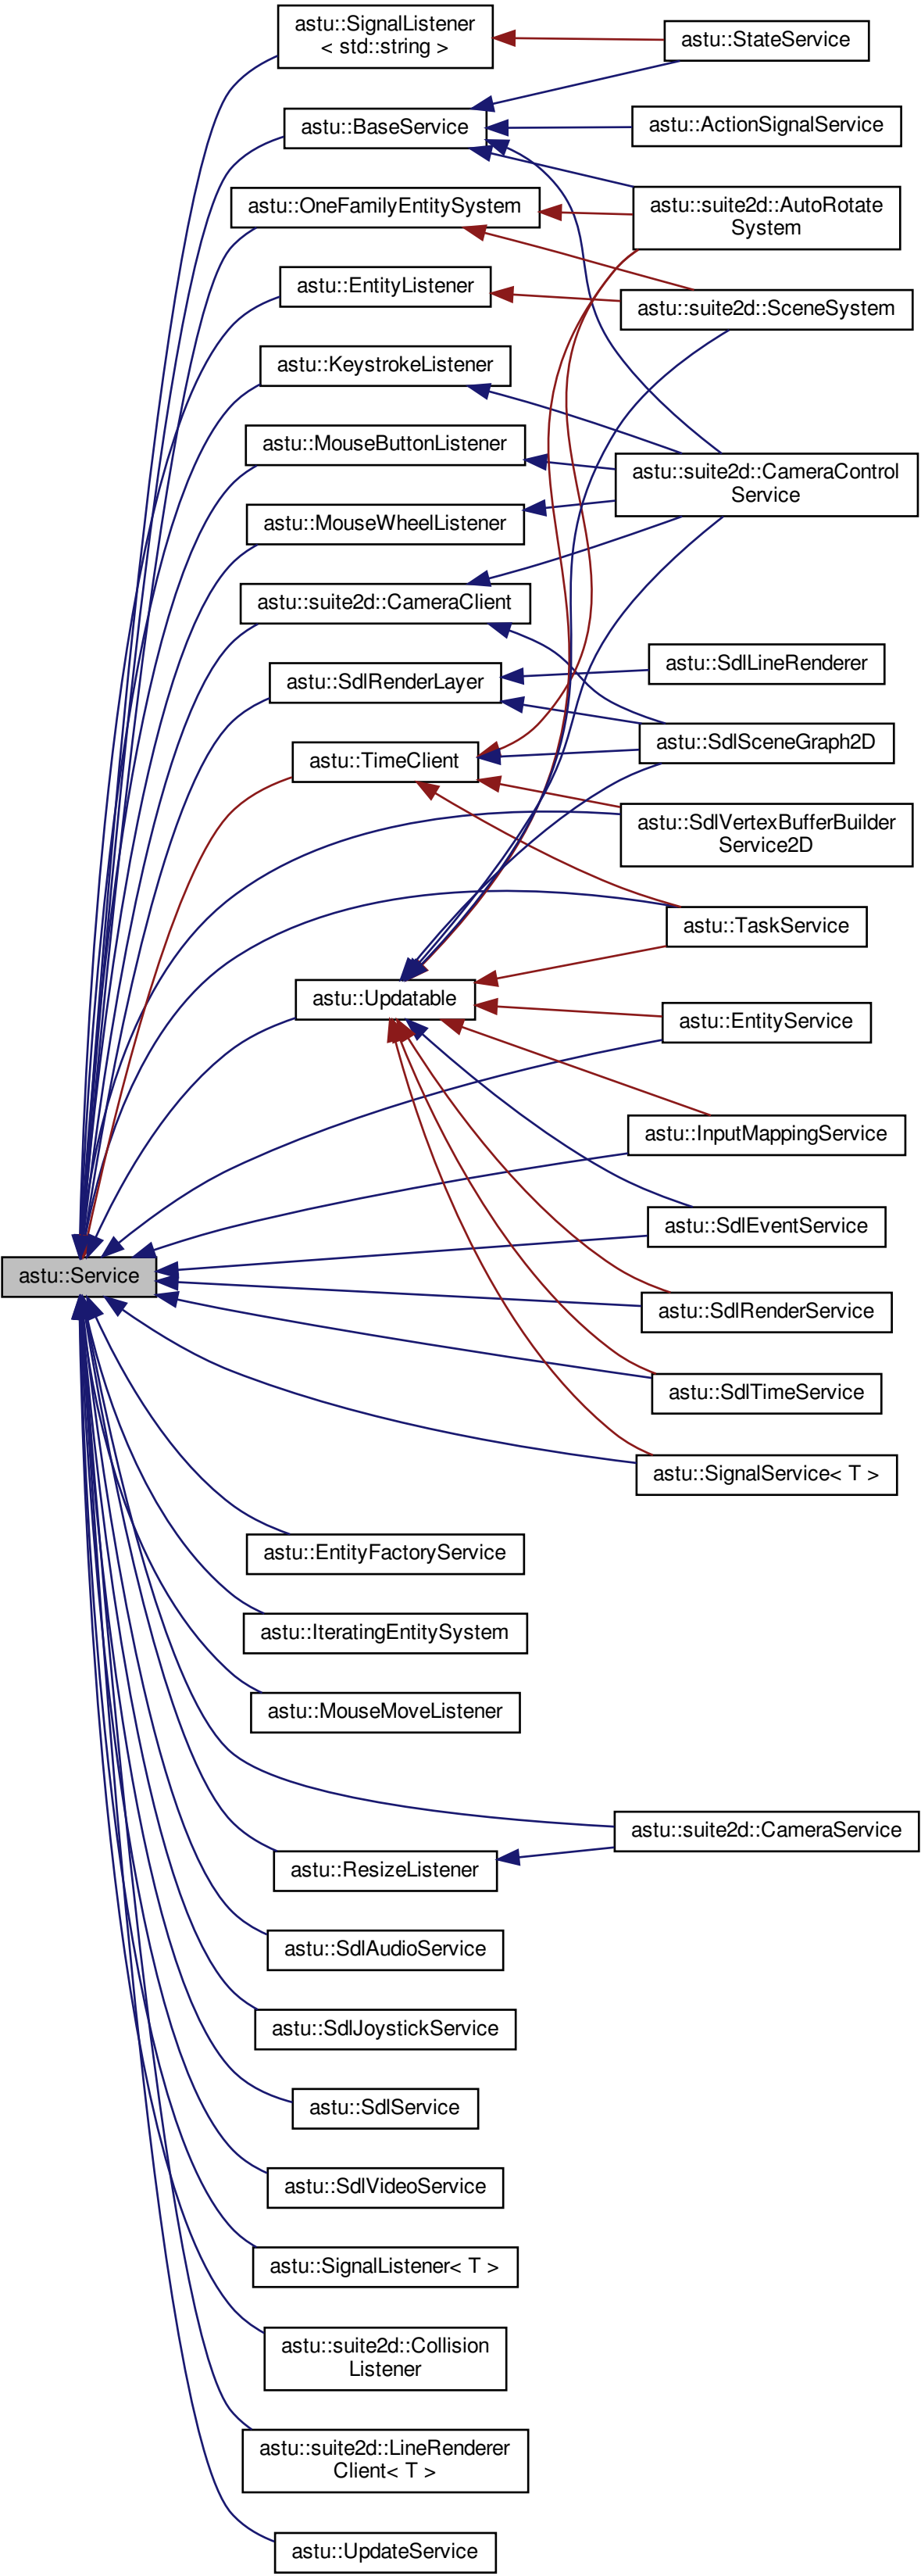 astu::SignalListener
< std::string >
astu::StateService
astu::BaseService
astu::ActionSignalService
astu::OneFamilyEntitySystem
astu::suite2d::AutoRotate
System
astu::EntityListener
astu::suite2d::SceneSystem
astu::KeystrokeListener
astu::MouseButtonListener
astu::suite2d::CameraControl
Service
astu::MouseWheelListener
astu::suite2d::CameraClient
astu::SdlLineRenderer
astu::SdlRenderLayer
astu::SdlSceneGraph2D
astu::TimeClient
astu::SdlVertexBufferBuilder
Service2D
astu::TaskService
astu::Updatable
astu::EntityService
astu::InputMappingService
astu::SdlEventService
astu::Service
astu::SdlRenderService
astu::SdlTimeService
astu::SignalService< T >
astu::EntityFactoryService
astu::IteratingEntitySystem
astu::MouseMoveListener
astu::suite2d::CameraService
astu::ResizeListener
astu::SdlAudioService
astu::SdlJoystickService
astu::SdlService
astu::SdlVideoService
astu::SignalListener< T >
astu::suite2d::Collision
Listener
astu::suite2d::LineRenderer
Client< T >
astu::UpdateService